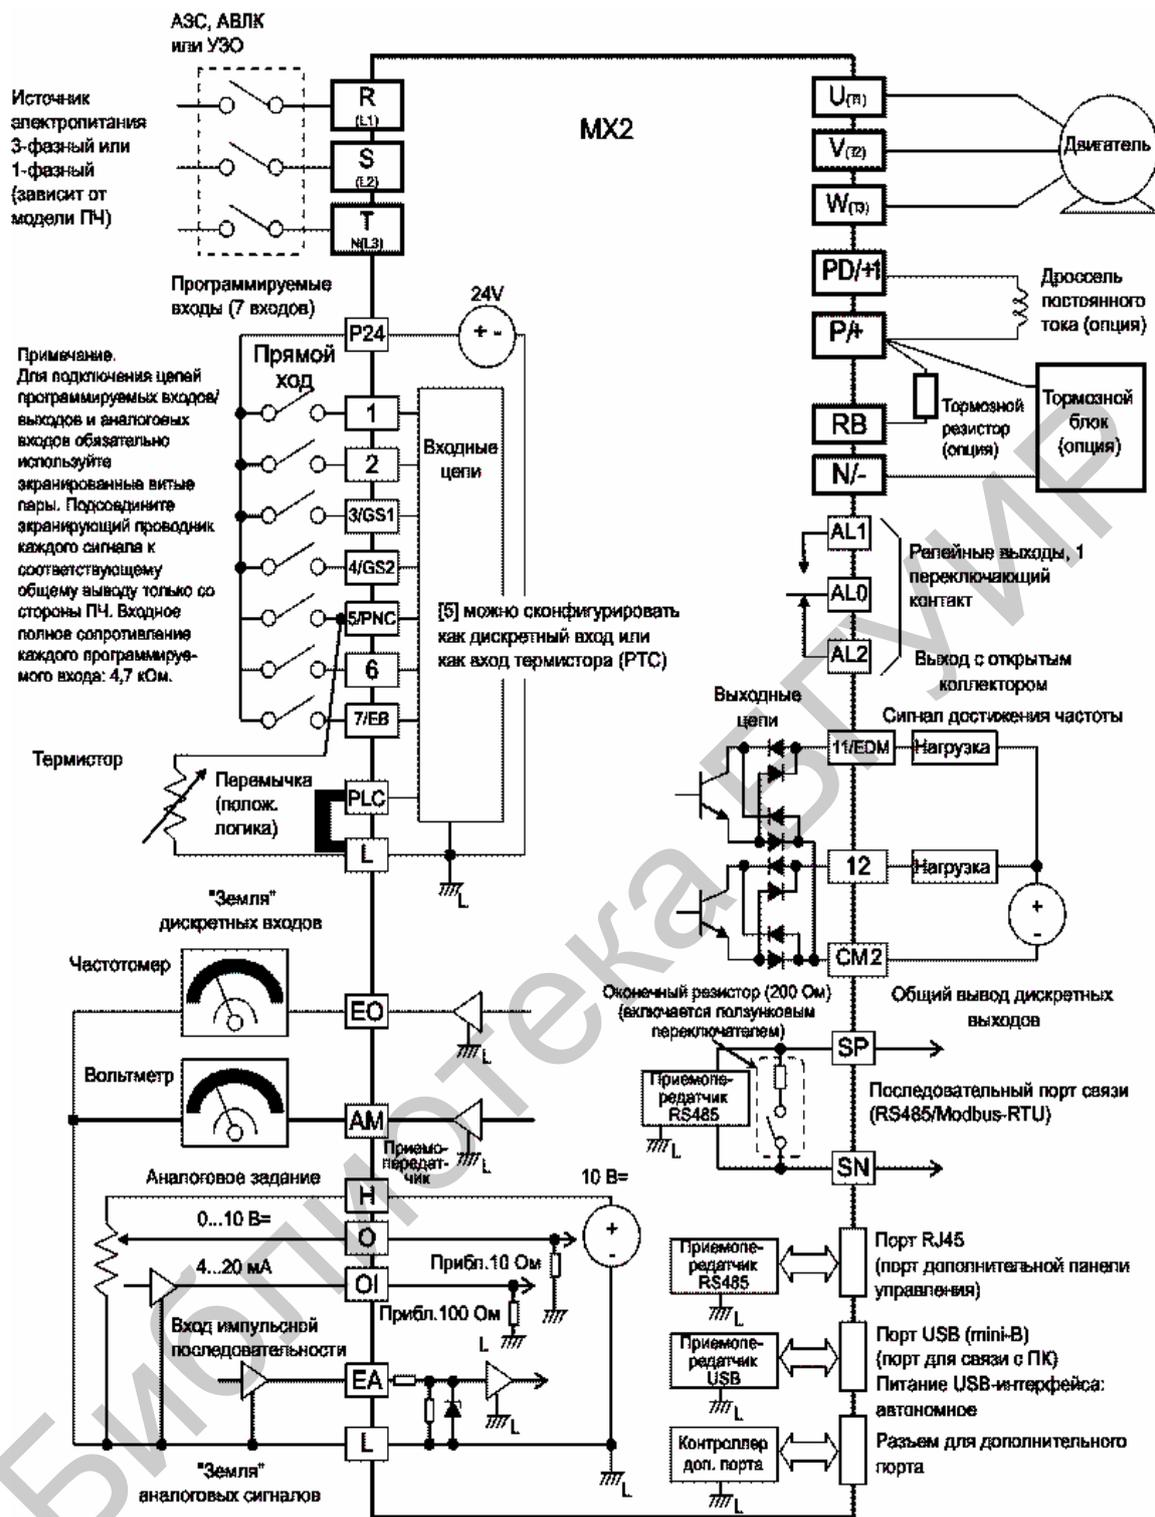 АЗС, АВЛК
или УЗО
Источник
электропитания
3-фазный или
1-фазный
(зависит от
модели ПЧ)
R
(L1)
S
(L2)
T
N(L3)
MX2
U(T1)
V(T2)
W(T3)
Двигатель
PD/+1
P/+
RB
N/-
Дроссель
постоянного
тока (опция)
Тормозной
резистор
(опция)
Тормозной
блок
(опция)
Программируемые
входы (7 входов)
24V
+ -
P24
Примечание.
Для подключения цепей
программируемых входов/
выходов и аналоговых
входов обязательно
используйте
экранированные витые
пары. Подсоедините
экранирующий проводник
каждого сигнала к
соответствующему
общему выводу только со
стороны ПЧ. Входное
полное сопротивление
каждого программируе-
мого входа: 4,7 кОм.
Прямой
ход
1
2
3/GS1
4/GS2
5/PNC
6
7/EB
Входные
цепи
[5] можно сконфигурировать
как дискретный вход или
как вход термистора (PTC)
AL1
AL0
AL2
Релейные выходы, 1
переключающий
контакт
Выход с открытым
коллектором
Термистор
Перемычка
(полож.
логика)
PLC
L
L
Выходные
цепи
Сигнал достижения частоты
11/EDM
Нагрузка
12
Нагрузка
+
-
CM2
Общий вывод дискретных
выходов
"Земля"
дискретных входов
Частотомер
EO
L
Вольтметр
AM
L
Приемо-
передат-
чик
Оконечный резистор (200 Ом)
(включается ползунковым
переключателем)
SP
Приемопе-
редатчик
RS485
L
SN
Последовательный порт связи
(RS485/Modbus-RTU)
Аналоговое задание
H
10 В=
0...10 В=
O
+
-
Прибл.10 Ом
4...20 мА
OI
L
Прибл.100 Ом
L
Вход импульсной
последовательности
EA
L
L
L
"Земля"
аналоговых сигналов
Приемопе-
редатчик
RS485
L
Порт RJ45
(порт дополнительной панели
управления)
Приемопе-
редатчик
USB
L
Порт USB (mini-B)
(порт для связи с ПК)
Питание USB-интерфейса:
автономное
Контроллер
доп. порта
L
Разъем для дополнительного
порта
Библиотека БГУИР